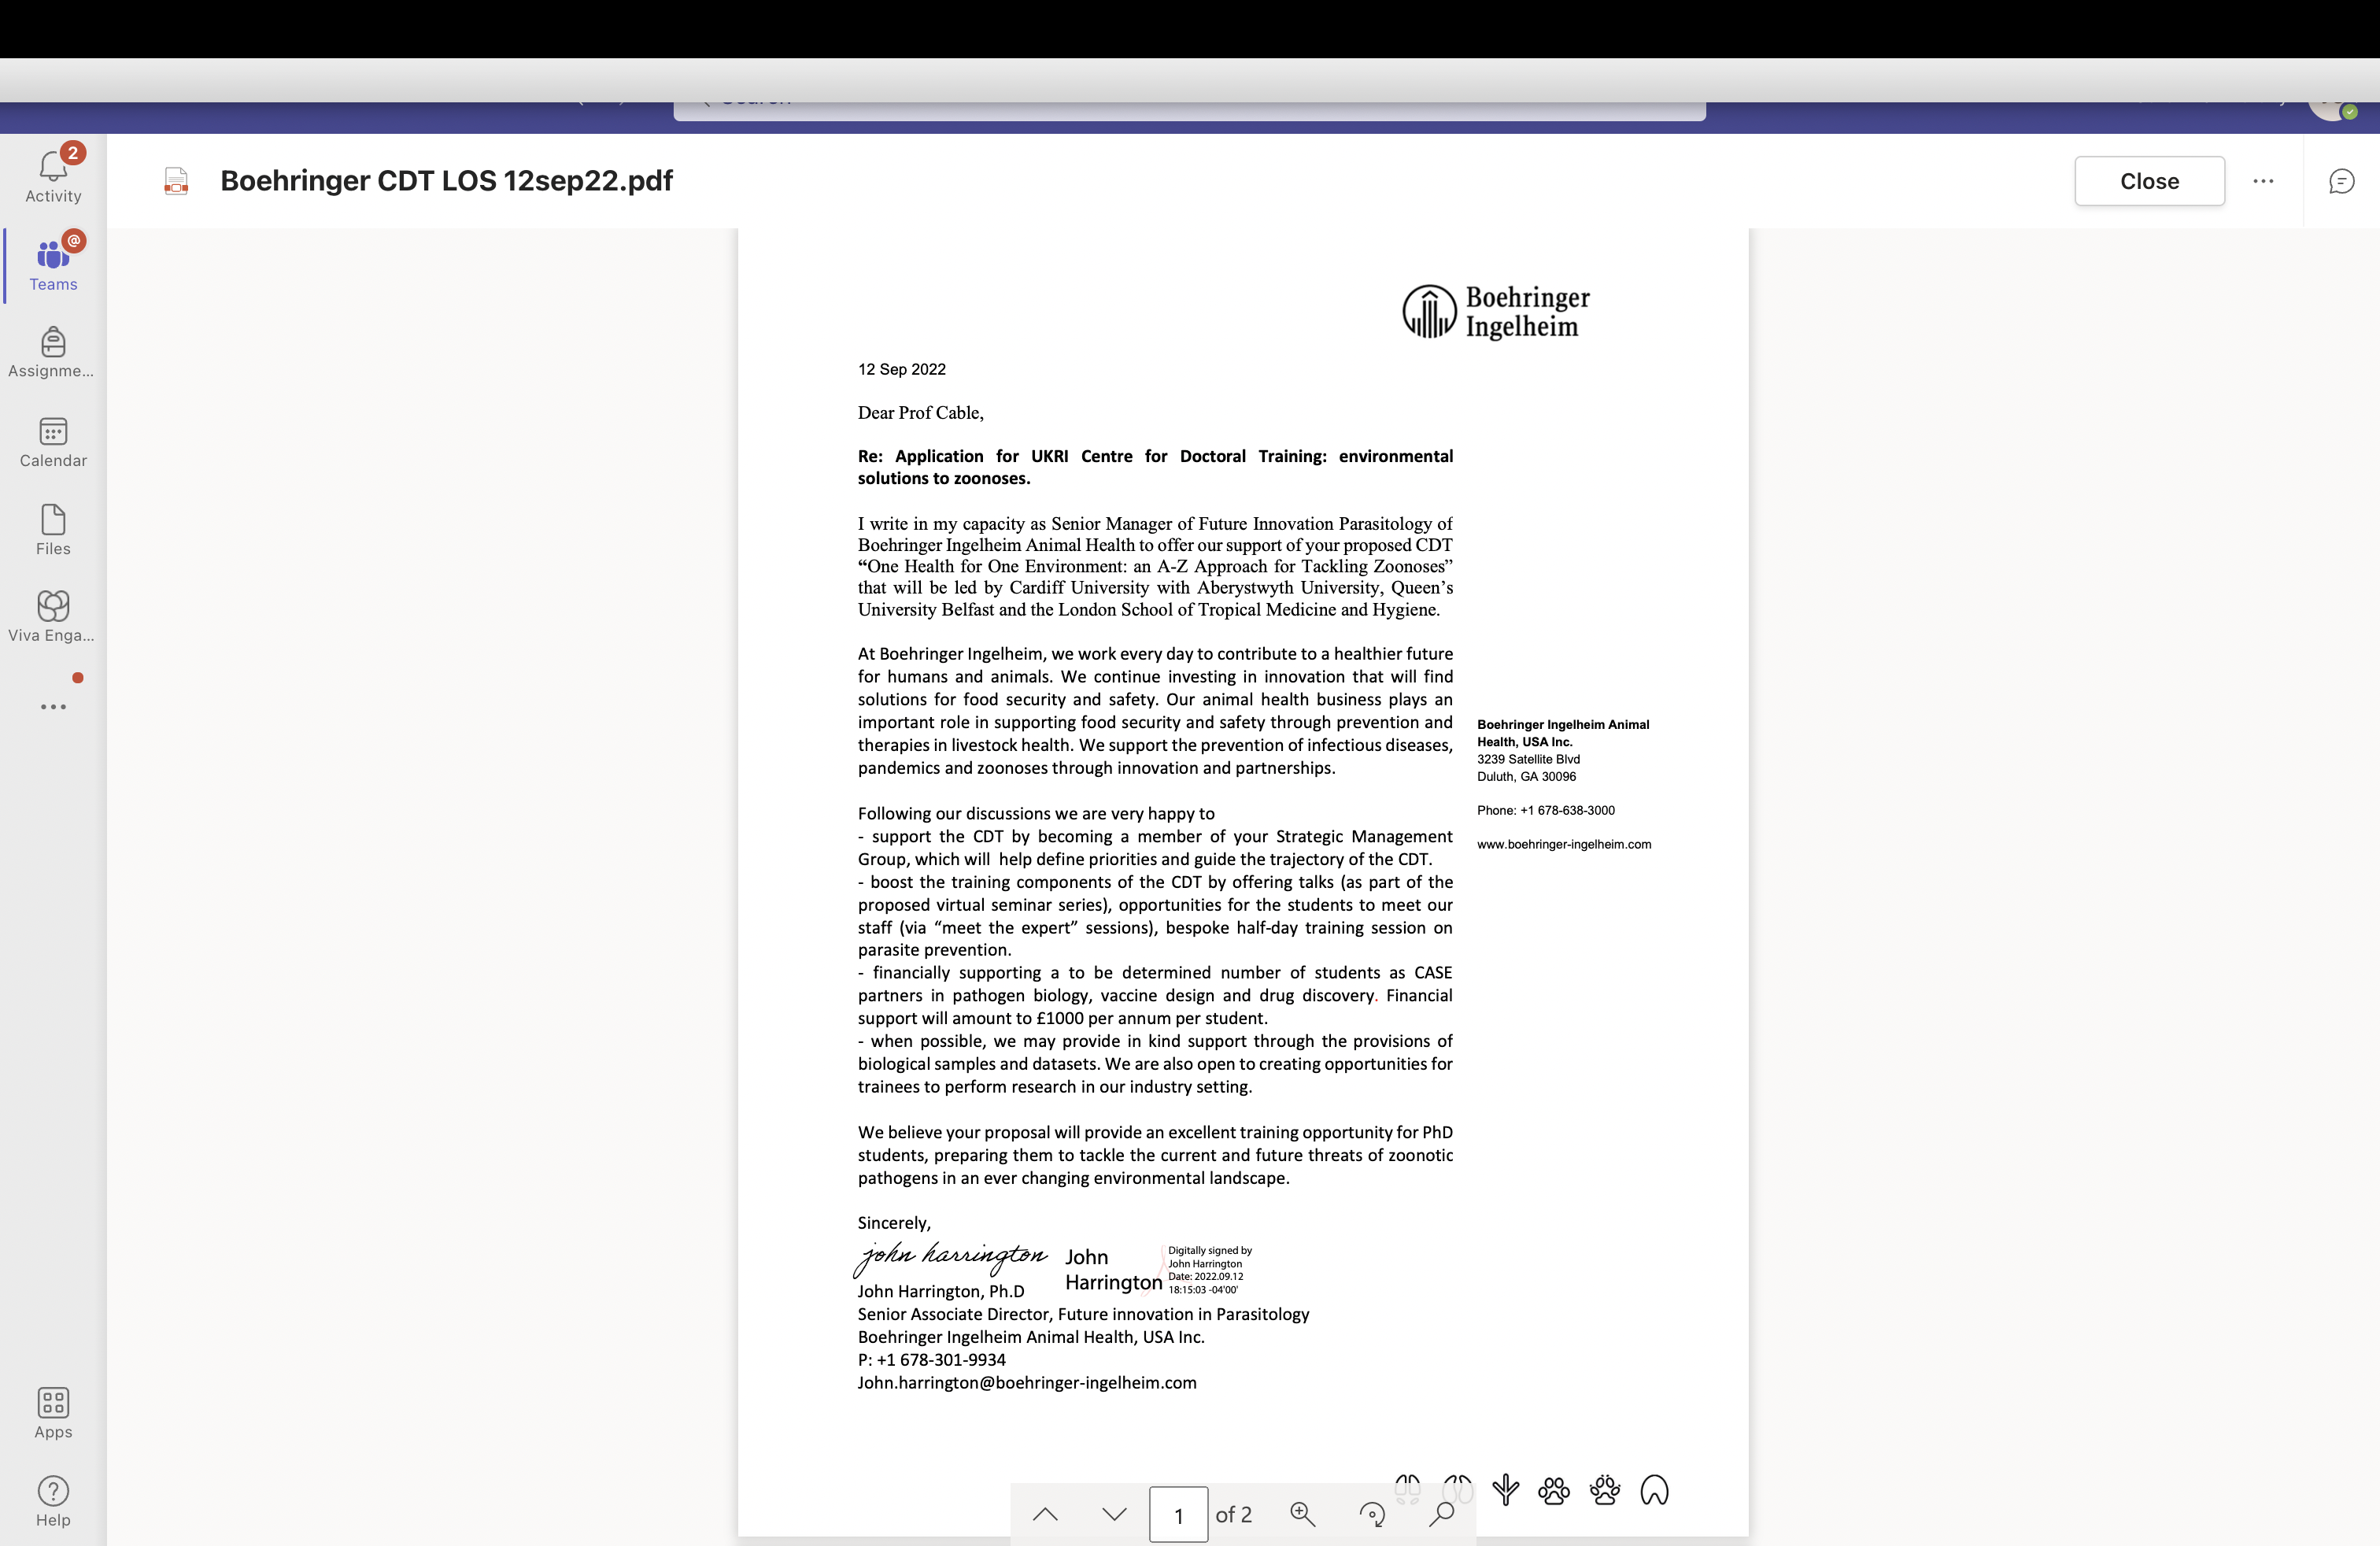 2
Activity
@
Teams
Assignme...
Calendar
Files
Viva Enga...
Apps
Help
Boehringer CDT LOS 12sep22.pdf
Close
Boehringer
Ingelheim
12 Sep 2022
Dear Prof Cable,
Re: Application for UKRI Centre for Doctoral Training: environmental
solutions to zoonoses.
I write in my capacity as Senior Manager of Future Innovation Parasitology of
Boehringer Ingelheim Animal Health to offer our support of your proposed CDT
“One Health for One Environment: an A-Z Approach for Tackling Zoonoses”
that will be led by Cardiff University with Aberystwyth University, Queen’s
University Belfast and the London School of Tropical Medicine and Hygiene.
At Boehringer Ingelheim, we work every day to contribute to a healthier future
for humans and animals. We continue investing in innovation that will find
solutions for food security and safety. Our animal health business plays an
important role in supporting food security and safety through prevention and
therapies in livestock health. We support the prevention of infectious diseases,
pandemics and zoonoses through innovation and partnerships.
Following our discussions we are very happy to
- support the CDT by becoming a member of your Strategic Management
Group, which will help define priorities and guide the trajectory of the CDT.
- boost the training components of the CDT by offering talks (as part of the
proposed virtual seminar series), opportunities for the students to meet our
staff (via “meet the expert” sessions), bespoke half-day training session on
parasite prevention.
- financially supporting a to be determined number of students as CASE
partners in pathogen biology, vaccine design and drug discovery. Financial
support will amount to £1000 per annum per student.
- when possible, we may provide in kind support through the provisions of
biological samples and datasets. We are also open to creating opportunities for
trainees to perform research in our industry setting.
We believe your proposal will provide an excellent training opportunity for PhD
students, preparing them to tackle the current and future threats of zoonotic
pathogens in an ever changing environmental landscape.
Sincerely,
john harrington
John
Harrington
Digitally signed by
John Harrington
Date: 2022.09.12
18:15:03 -04'00'
John Harrington, Ph.D
Senior Associate Director, Future innovation in Parasitology
Boehringer Ingelheim Animal Health, USA Inc.
P: +1 678-301-9934
John.harrington@boehringer-ingelheim.com
Boehringer Ingelheim Animal
Health, USA Inc.
3239 Satellite Blvd
Duluth, GA 30096
Phone: +1 678-638-3000
www.boehringer-ingelheim.com
1 of 2